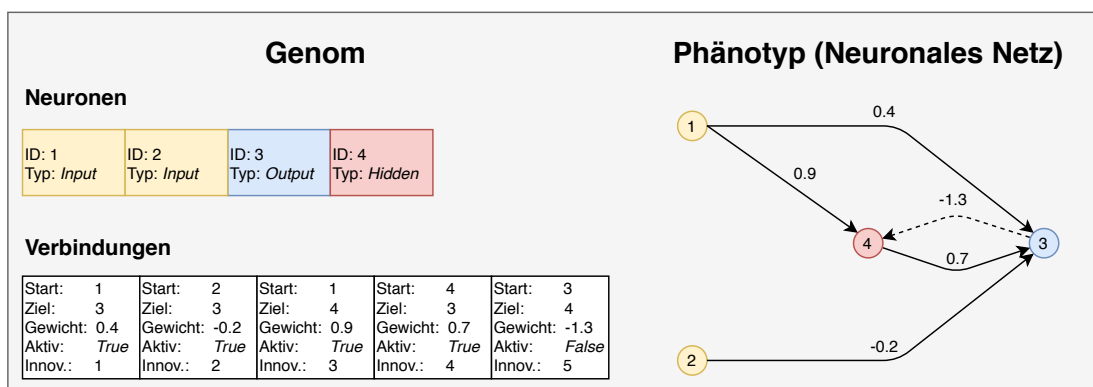 Genom
Neuronen
ID: 1
Typ: Input
ID: 2
Typ: Input
ID: 3
Typ: Output
ID: 4
Typ: Hidden
Verbindungen
Start: 1
Ziel: 3
Gewicht: 0.4
Aktiv: True
Innov.: 1
Start: 2
Ziel: 3
Gewicht: -0.2
Aktiv: True
Innov.: 2
Start: 1
Ziel: 4
Gewicht: 0.9
Aktiv: True
Innov.: 3
Start: 4
Ziel: 3
Gewicht: 0.7
Aktiv: True
Innov.: 4
Start: 3
Ziel: 4
Gewicht: -1.3
Aktiv: False
Innov.: 5
Phänotyp (Neuronales Netz)
1
0.4
0.9
-1.3
4
3
0.7
-0.2
2